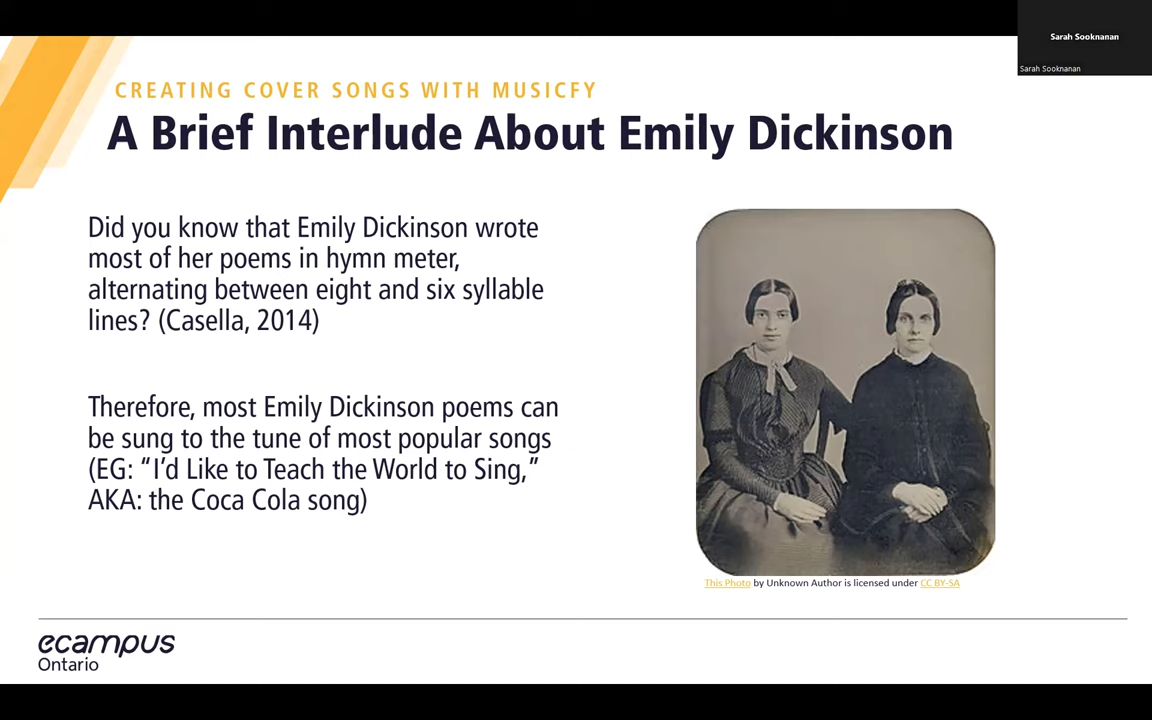 Sarah Sooknanan
Sarah Sooknanan
CREATING COVER SONGS WITH MUSICFY
A Brief Interlude About Emily Dickinson
Did you know that Emily Dickinson wrote
most of her poems in hymn meter,
alternating between eight and six syllable
lines? (Casella, 2014)
Therefore, most Emily Dickinson poems can
be sung to the tune of most popular songs
(EG: “I’d Like to Teach the World to Sing,”
AKA: the Coca Cola song)
This Photo by Unknown Author is licensed under CC BY-SA
ecampus
Ontario